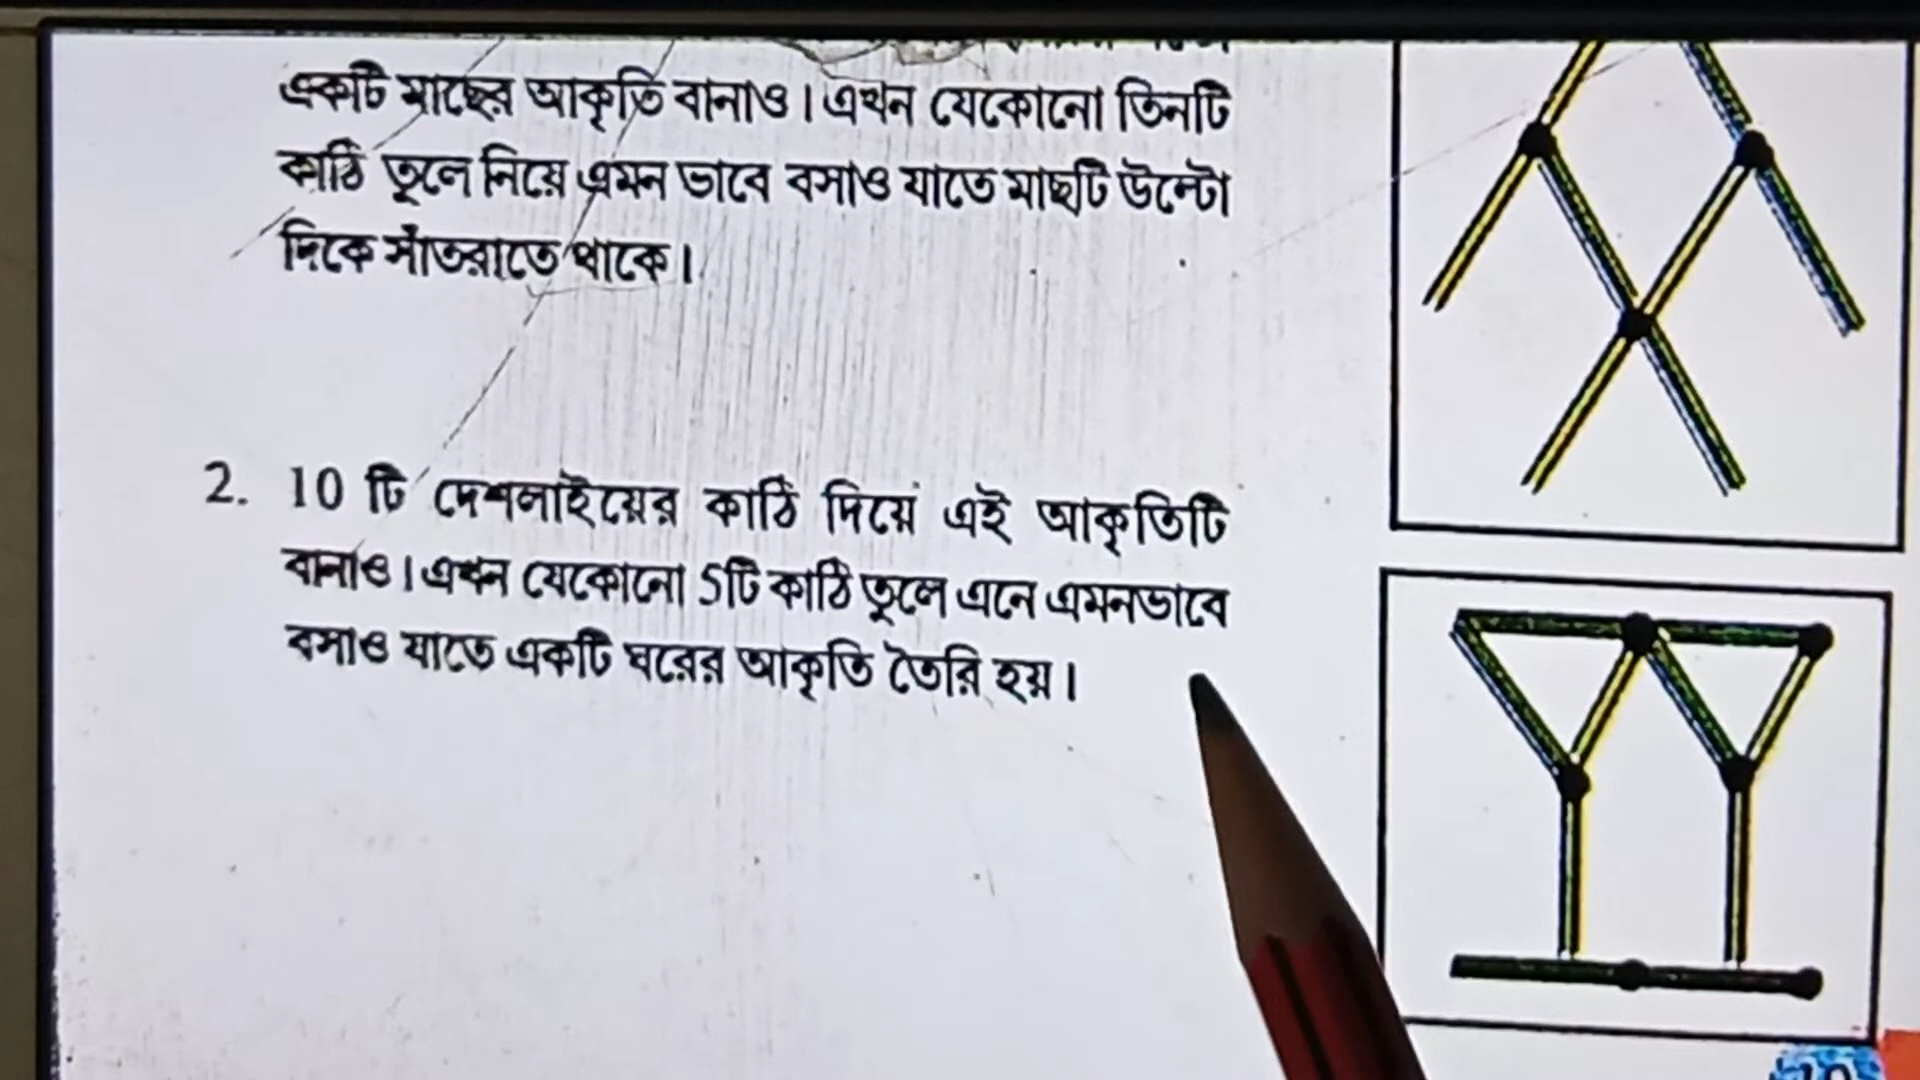 একটি মাছের আকৃতি বানাও। এখন যেকোনো তিনটি
কাঠি তুলে নিয়ে এমন ভাবে বসাও যাতে মাছটি উল্টো
দিকে সাঁতরাতে থাকে।
2. 10 টি দেশলাইয়ের কাঠি দিয়ে এই আকৃতিটি
বানাও। এখন যেকোনো 5টি কাঠি তুলে এনে এমনভাবে
বসাও যাতে একটি ঘরের আকৃতি তৈরি হয়।